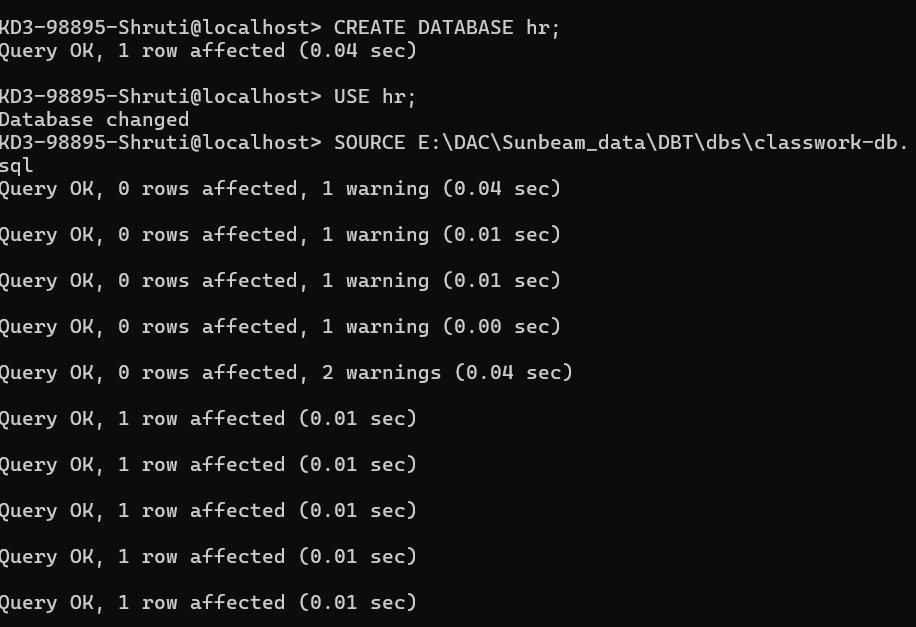 KD3-98895-Shruti@localhost> CREATE DATABASE hr;
Query OK, 1 row affected (0.04 sec)
KD3-98895-Shruti@localhost> USE hr;
Database changed
KD3-98895-Shruti@localhost> SOURCE E:\DAC\Sunbeam_data\DBT\dbs\classwork-db.
sql
Query OK, 0 rows affected, 1 warning (0.04 sec)
Query OK, 0 rows affected, 1 warning (0.01 sec)
Query OK, 0 rows affected, 1 warning (0.01 sec)
Query OK, 0 rows affected, 1 warning (0.00 sec)
Query OK, 0 rows affected, 2 warnings (0.04 sec)
Query OK, 1 row affected (0.01 sec)
Query OK, 1 row affected (0.01 sec)
Query OK, 1 row affected (0.01 sec)
Query OK, 1 row affected (0.01 sec)
Query OK, 1 row affected (0.01 sec)